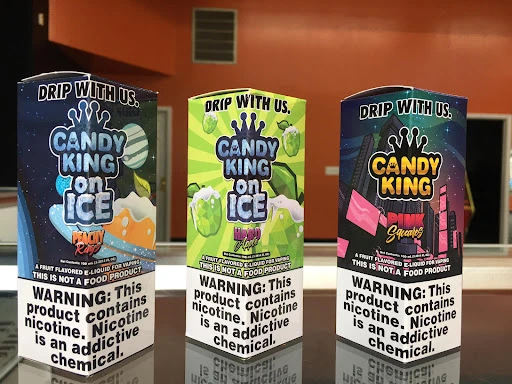 DRIP WITH US.
CANDY
KING
on
ICE
PEACHY
RINGS
A FRUIT FLAVORED E-LIQUID FOR VAPING
THIS IS NOT A FOOD PRODUCT
WARNING: This
product contains
nicotine. Nicotine
is an addictive
chemical.
DRIP WITH US.
CANDY
KING
on
ICE
A FRUIT FLAVORED E-LIQUID FOR VAPING
THIS IS NOT A FOOD PRODUCT
WARNING: This
product contains
nicotine. Nicotine
is an addictive
chemical.
DRIP WITH US.
CANDY
KING
PINK
Squares
A FRUIT FLAVORED E-LIQUID FOR VAPING
THIS IS NOT A FOOD PRODUCT
WARNING: This
product contains
nicotine. Nicotine
is an addictive
chemical.